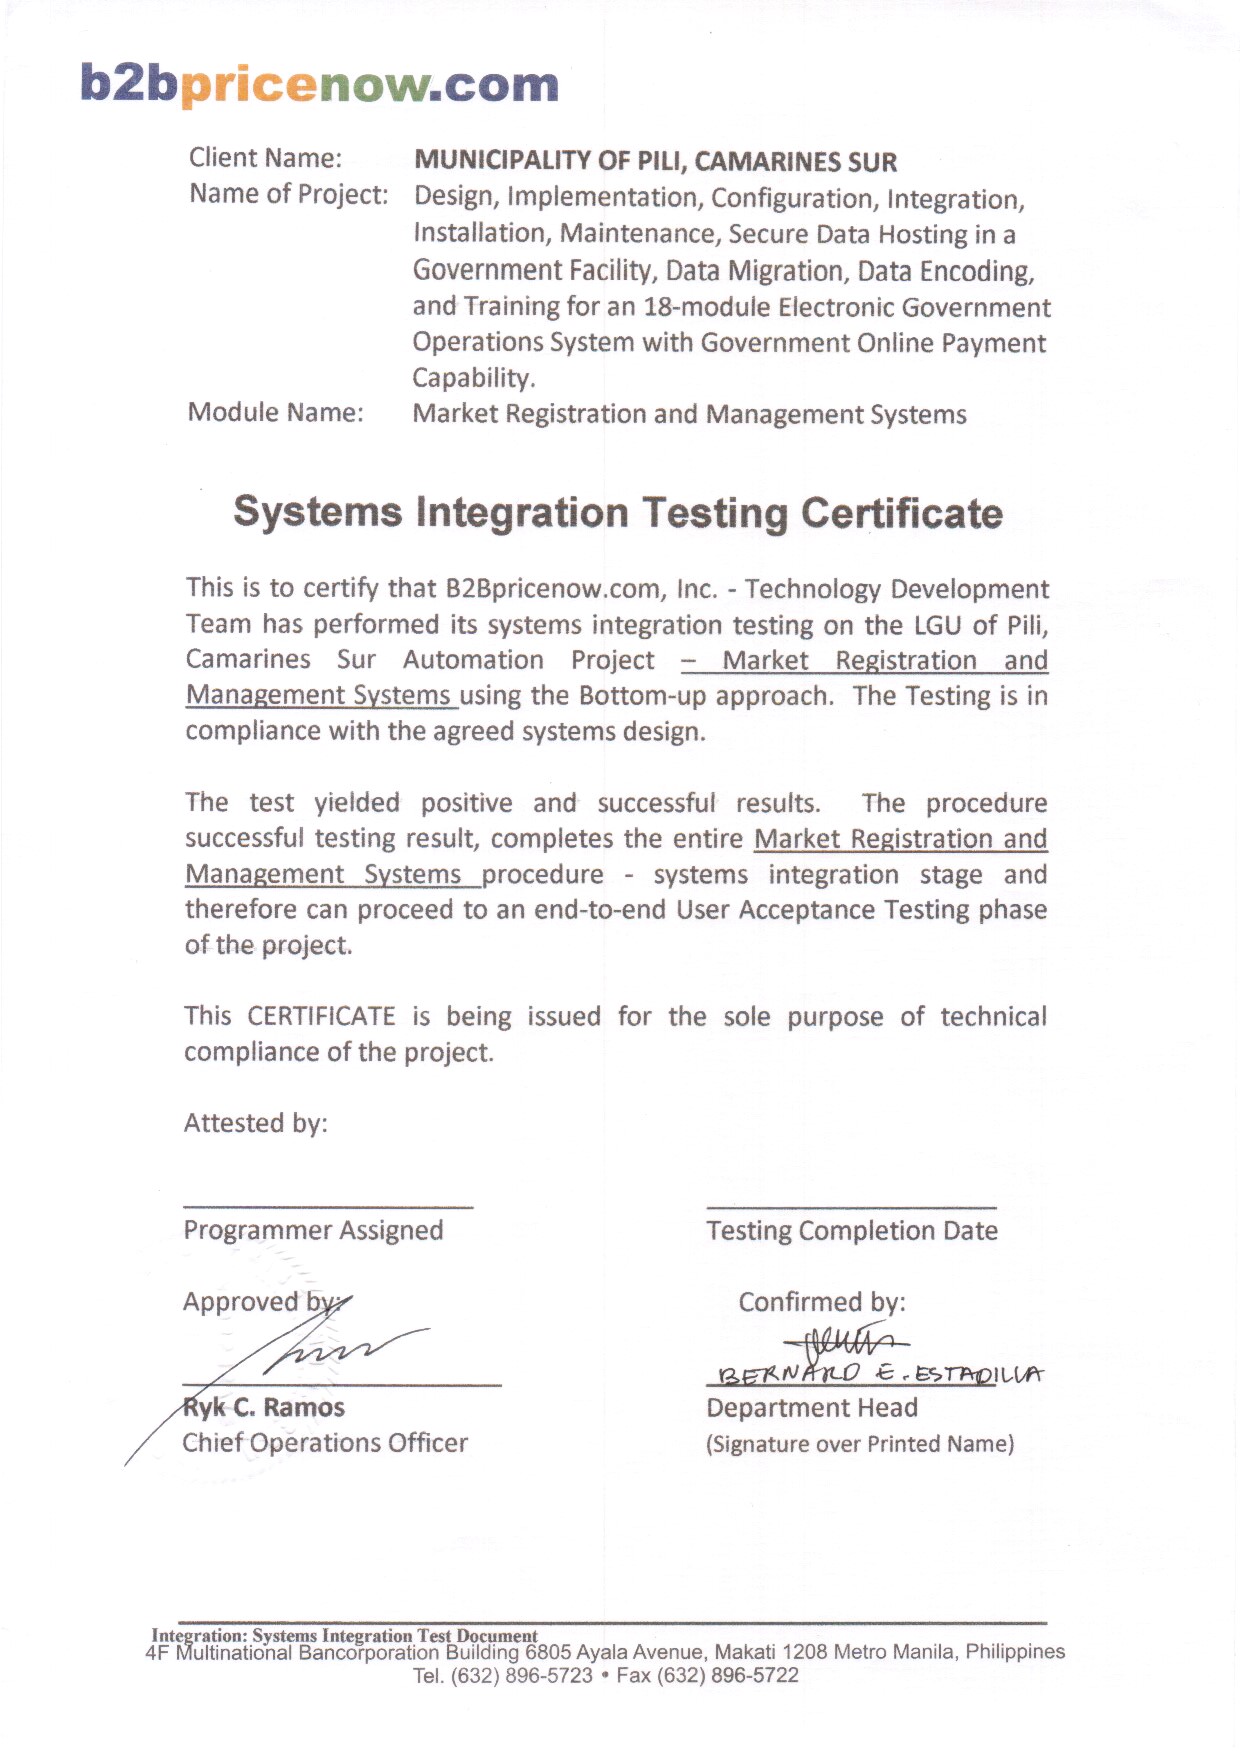 b2bpricenow.com
Client Name: MUNICIPALITY OF PILI, CAMARINES SUR
Name of Project: Design, Implementation, Configuration, Integration,
Installation, Maintenance, Secure Data Hosting in a
Government Facility, Data Migration, Data Encoding,
and Training for an 18-module Electronic Government
Operations System with Government Online Payment
Capability.
Module Name: Market Registration and Management Systems
Systems Integration Testing Certificate
This is to certify that B2Bpricenow.com, Inc. - Technology Development
Team has performed its systems integration testing on the LGU of Pili,
Camarines Sur Automation Project – Market Registration and
Management Systems using the Bottom-up approach. The Testing is in
compliance with the agreed systems design.
The test yielded positive and successful results. The procedure
successful testing result, completes the entire Market Registration and
Management Systems procedure - systems integration stage and
therefore can proceed to an end-to-end User Acceptance Testing phase
of the project.
This CERTIFICATE is being issued for the sole purpose of technical
compliance of the project.
Attested by:
Programmer Assigned Testing Completion Date
Approved by: Confirmed by:
BERNARD E. ESTADILLA
Ryk C. Ramos Department Head
Chief Operations Officer (Signature over Printed Name)
Integration: Systems Integration Test Document
4F Multinational Bancorporation Building 6805 Ayala Avenue, Makati 1208 Metro Manila, Philippines
Tel. (632) 896-5723 • Fax (632) 896-5722